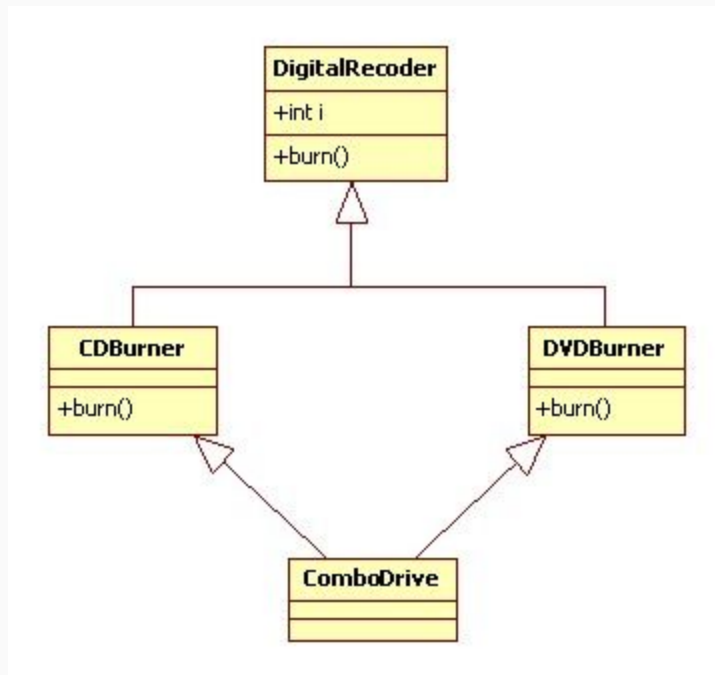 DigitalRecoder
+int i
+burn()
CDBurner
+burn()
DVDBurner
+burn()
ComboDrive